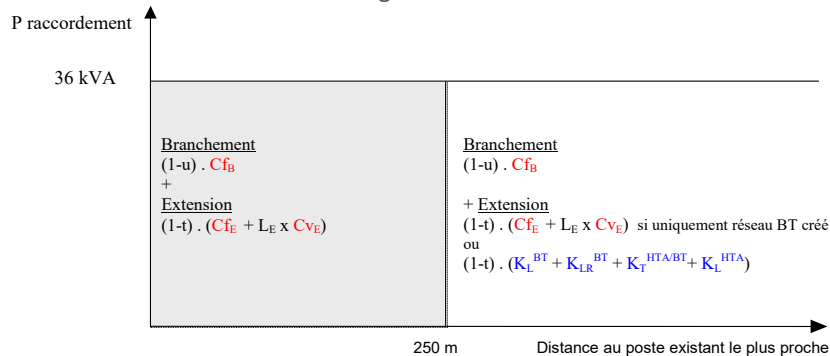 P raccordement
36 kVA
Branchement
(1-u) . Cf_B
+
Extension
(1-t) . (Cf_E + L_E x Cv_E)
Branchement
(1-u) . Cf_B
+ Extension
(1-t) . (Cf_E + L_E x Cv_E) si uniquement réseau BT créé
ou
(1-t) . (K_L^BT + K_LR^BT + K_T^HTA/BT + K_L^HTA)
250 m
Distance au poste existant le plus proche